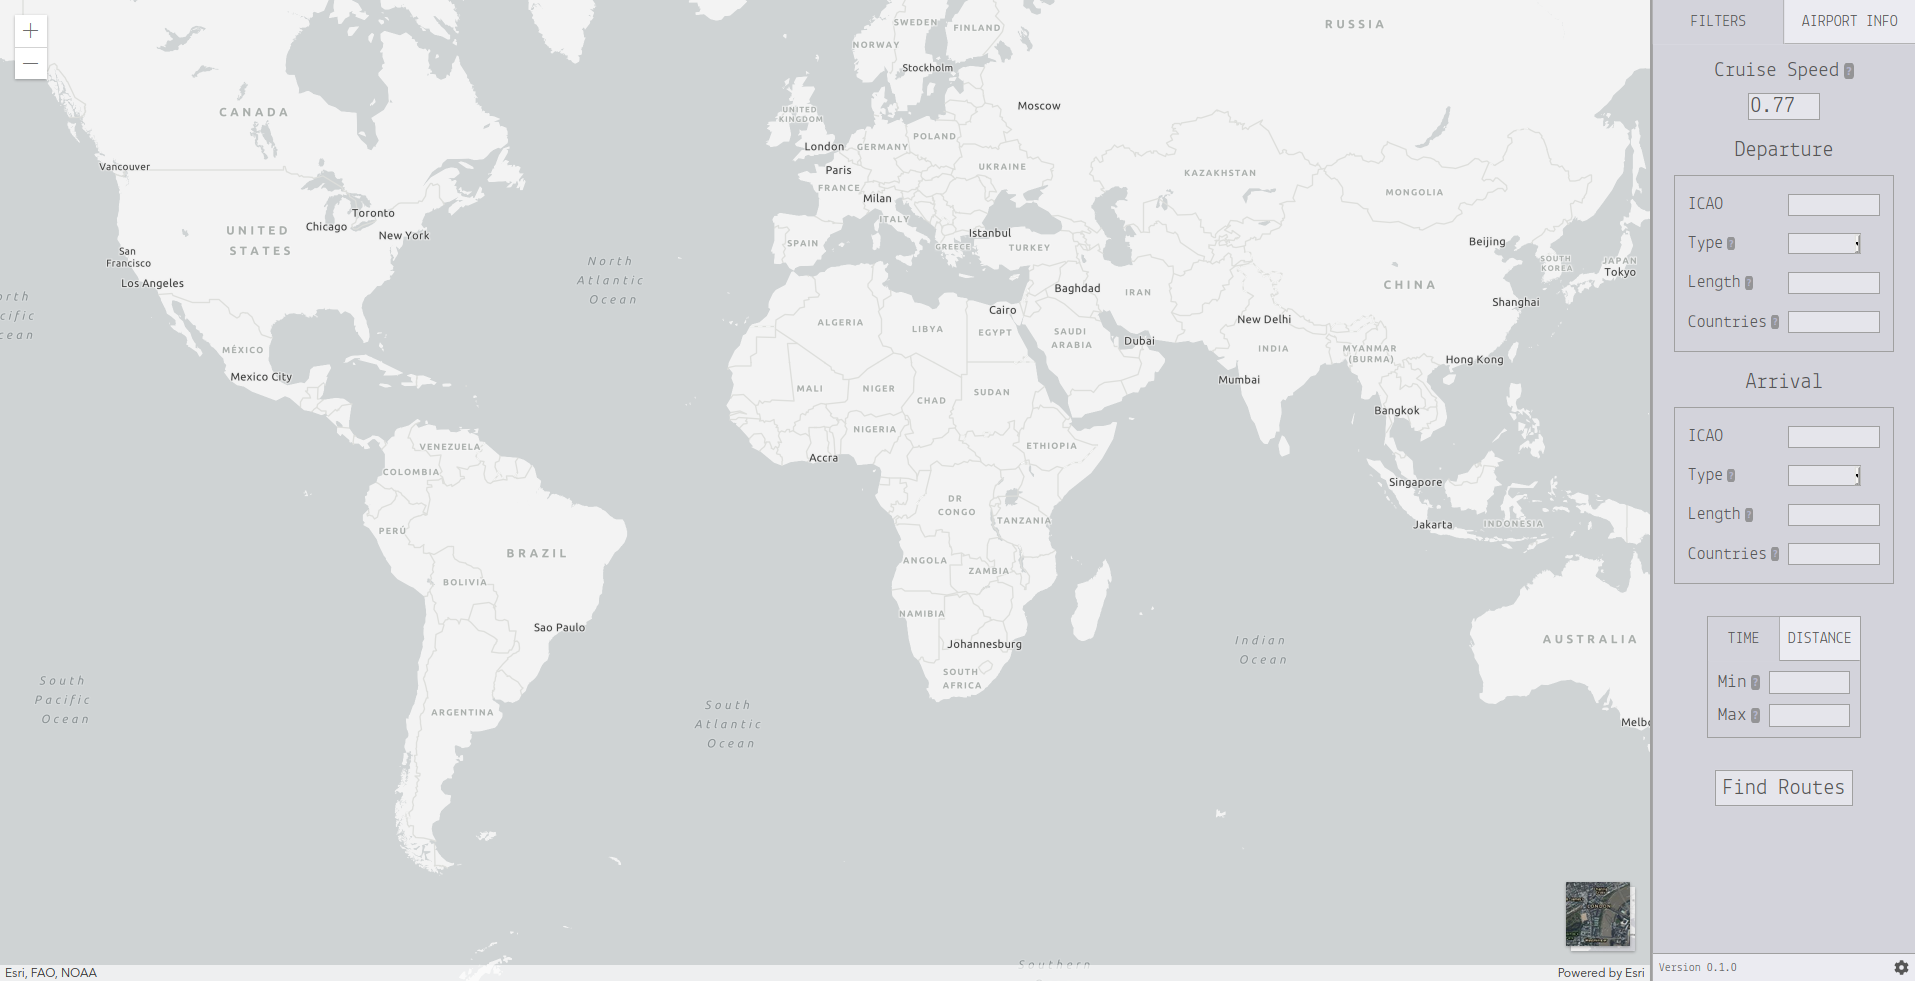 FILTERS
AIRPORT INFO
Cruise Speed ?
0.77
Departure
ICAO
Type ?
Length ?
Countries ?
Arrival
ICAO
Type ?
Length ?
Countries ?
TIME
DISTANCE
Min ?
Max ?
Find Routes
Version 0.1.0
+
−
RUSSIA
SWEDEN
FINLAND
NORWAY
Stockholm
Moscow
CANADA
UNITED
KINGDOM
POLAND
London
GERMANY
Vancouver
Paris
UKRAINE
KAZAKHSTAN
FRANCE
MONGOLIA
Milan
Toronto
ITALY
Chicago
New York
UNITED
STATES
Istanbul
SPAIN
GREECE
TURKEY
Beijing
San
Francisco
SOUTH
KOREA
JAPAN
Tokyo
North
Atlantic
Ocean
Los Angeles
Baghdad
IRAN
CHINA
Shanghai
orth
cific
cean
Cairo
ALGERIA
LIBYA
EGYPT
SAUDI
ARABIA
New Delhi
Dubai
INDIA
MYANMAR
(BURMA)
Hong Kong
MÉXICO
Mexico City
MALI
NIGER
CHAD
SUDAN
Mumbai
Bangkok
NIGERIA
VENEZUELA
ETHIOPIA
Accra
COLOMBIA
Singapore
DR
CONGO
TANZANIA
Jakarta
INDONESIA
PERÚ
BRAZIL
ANGOLA
ZAMBIA
BOLIVIA
NAMIBIA
Sao Paulo
Johannesburg
Indian
Ocean
AUSTRALIA
SOUTH
AFRICA
South
Pacific
Ocean
ARGENTINA
South
Atlantic
Ocean
Melbo
LONDON
Southern
Esri, FAO, NOAA
Powered by Esri